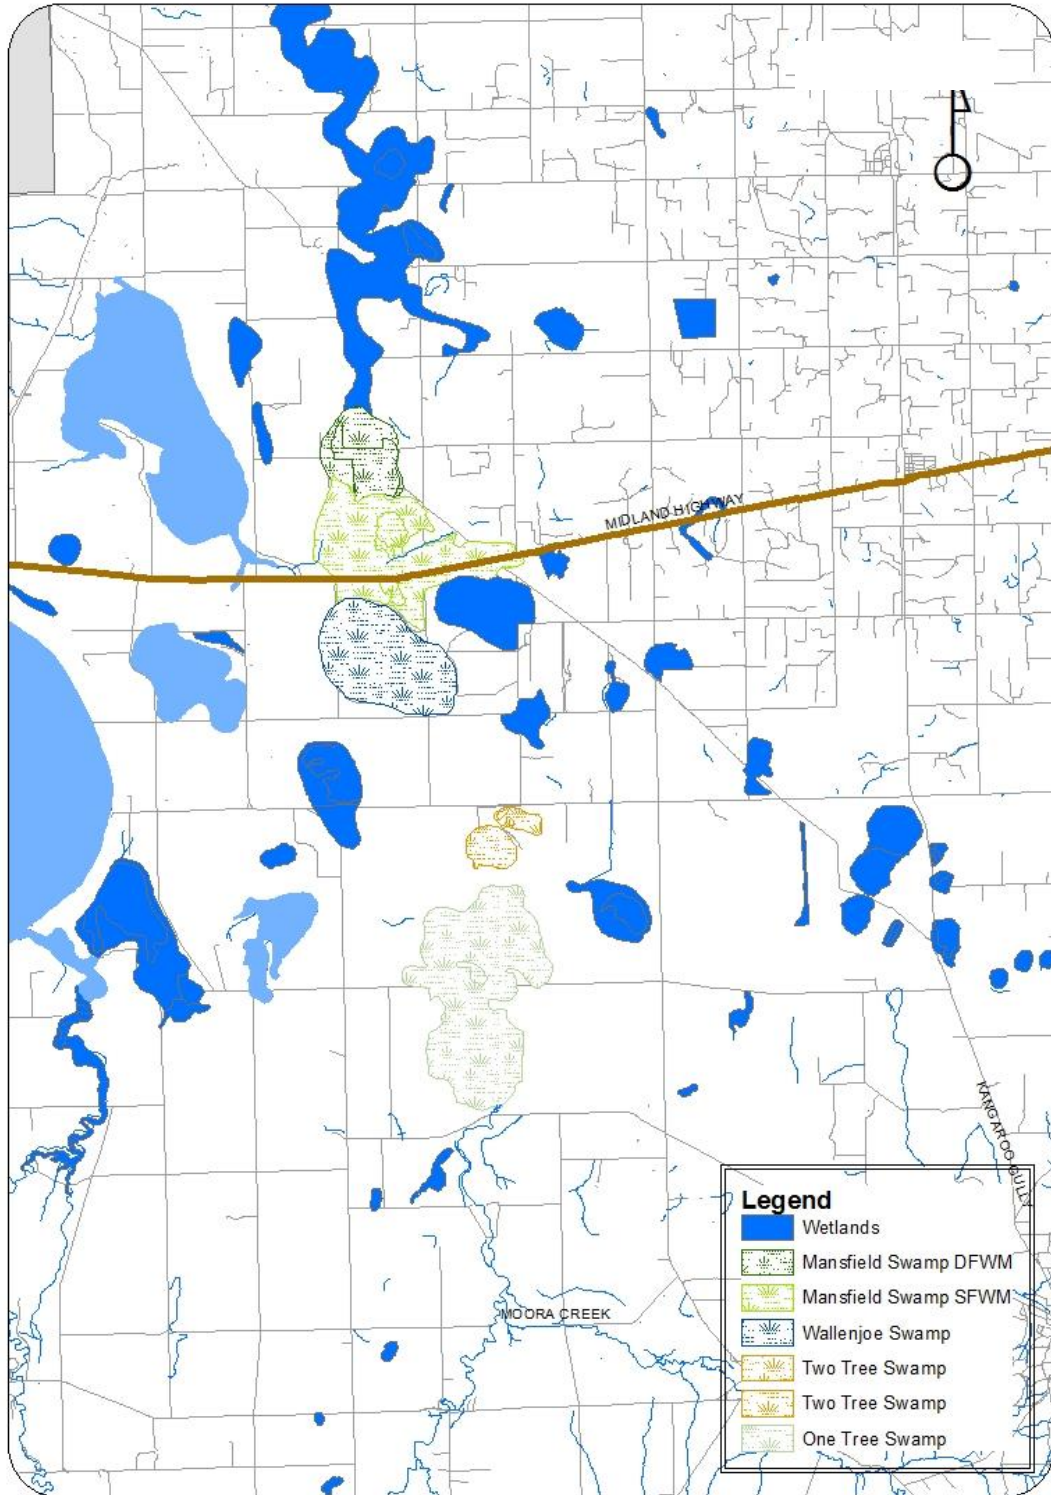 MIDLAND HIGHWAY
KANGAROO GULLY
Legend
Wetlands
Mansfield Swamp DFWM
Mansfield Swamp SFWM
Wallenjoe Swamp
Two Tree Swamp
Two Tree Swamp
One Tree Swamp
MOORA CREEK